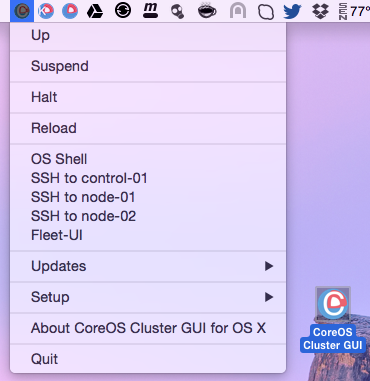 SEN 77°
Up
Suspend
Halt
Reload
OS Shell
SSH to control-01
SSH to node-01
SSH to node-02
Fleet-UI
Updates
Setup
About CoreOS Cluster GUI for OS X
Quit
CoreOS
Cluster GUI